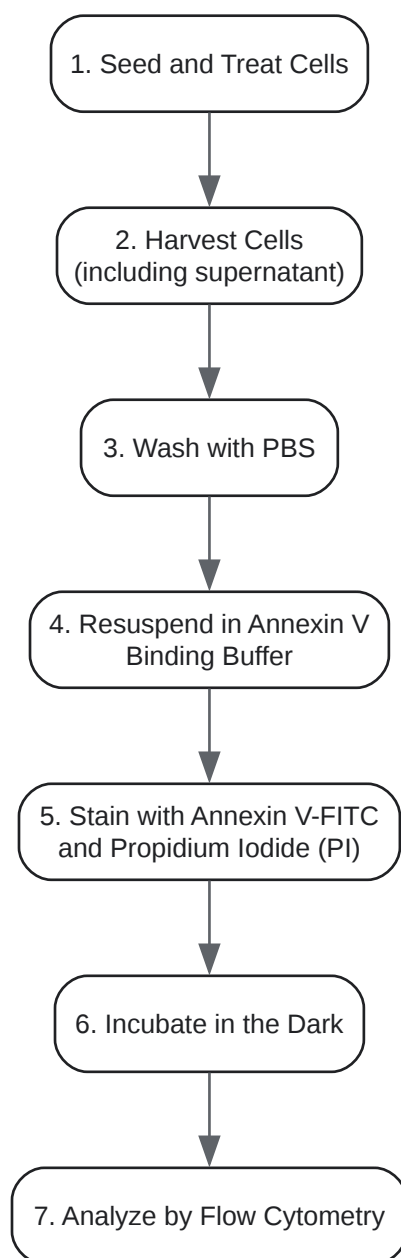 1. Seed and Treat Cells
2. Harvest Cells
(including supernatant)
3. Wash with PBS
4. Resuspend in Annexin V
Binding Buffer
5. Stain with Annexin V-FITC
and Propidium Iodide (PI)
6. Incubate in the Dark
7. Analyze by Flow Cytometry